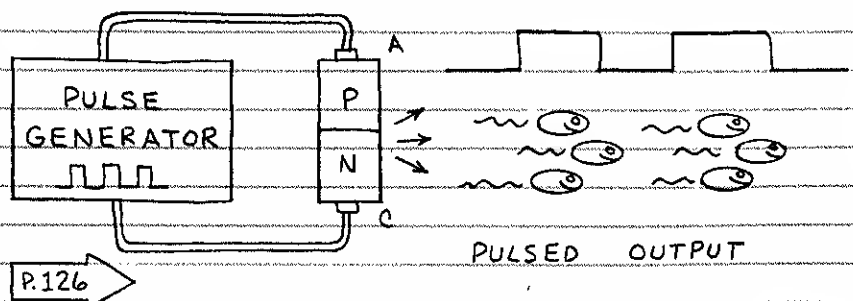 A
PULSE
GENERATOR
P
N
C
PULSED OUTPUT
P.126